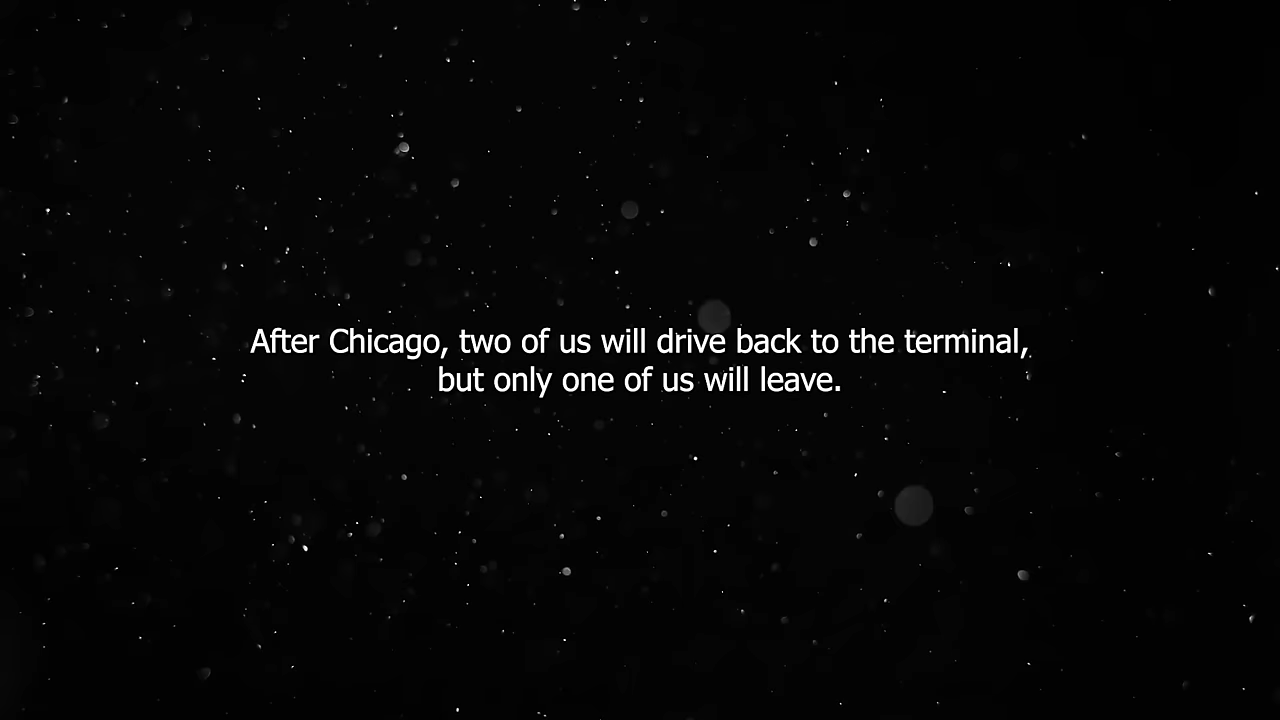 After Chicago, two of us will drive back to the terminal,
but only one of us will leave.